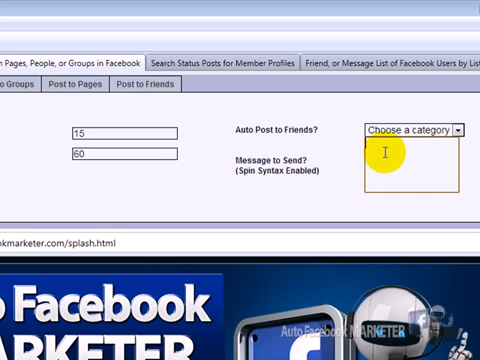 n Pages, People, or Groups in Facebook
Search Status Posts for Member Profiles
Friend, or Message List of Facebook Users by List
o Groups
Post to Pages
Post to Friends
15
Auto Post to Friends?
Choose a category
60
Message to Send?
(Spin Syntax Enabled)
okmarketer.com/splash.html
o Facebook
ARKETER
Auto Facebook MARKETER